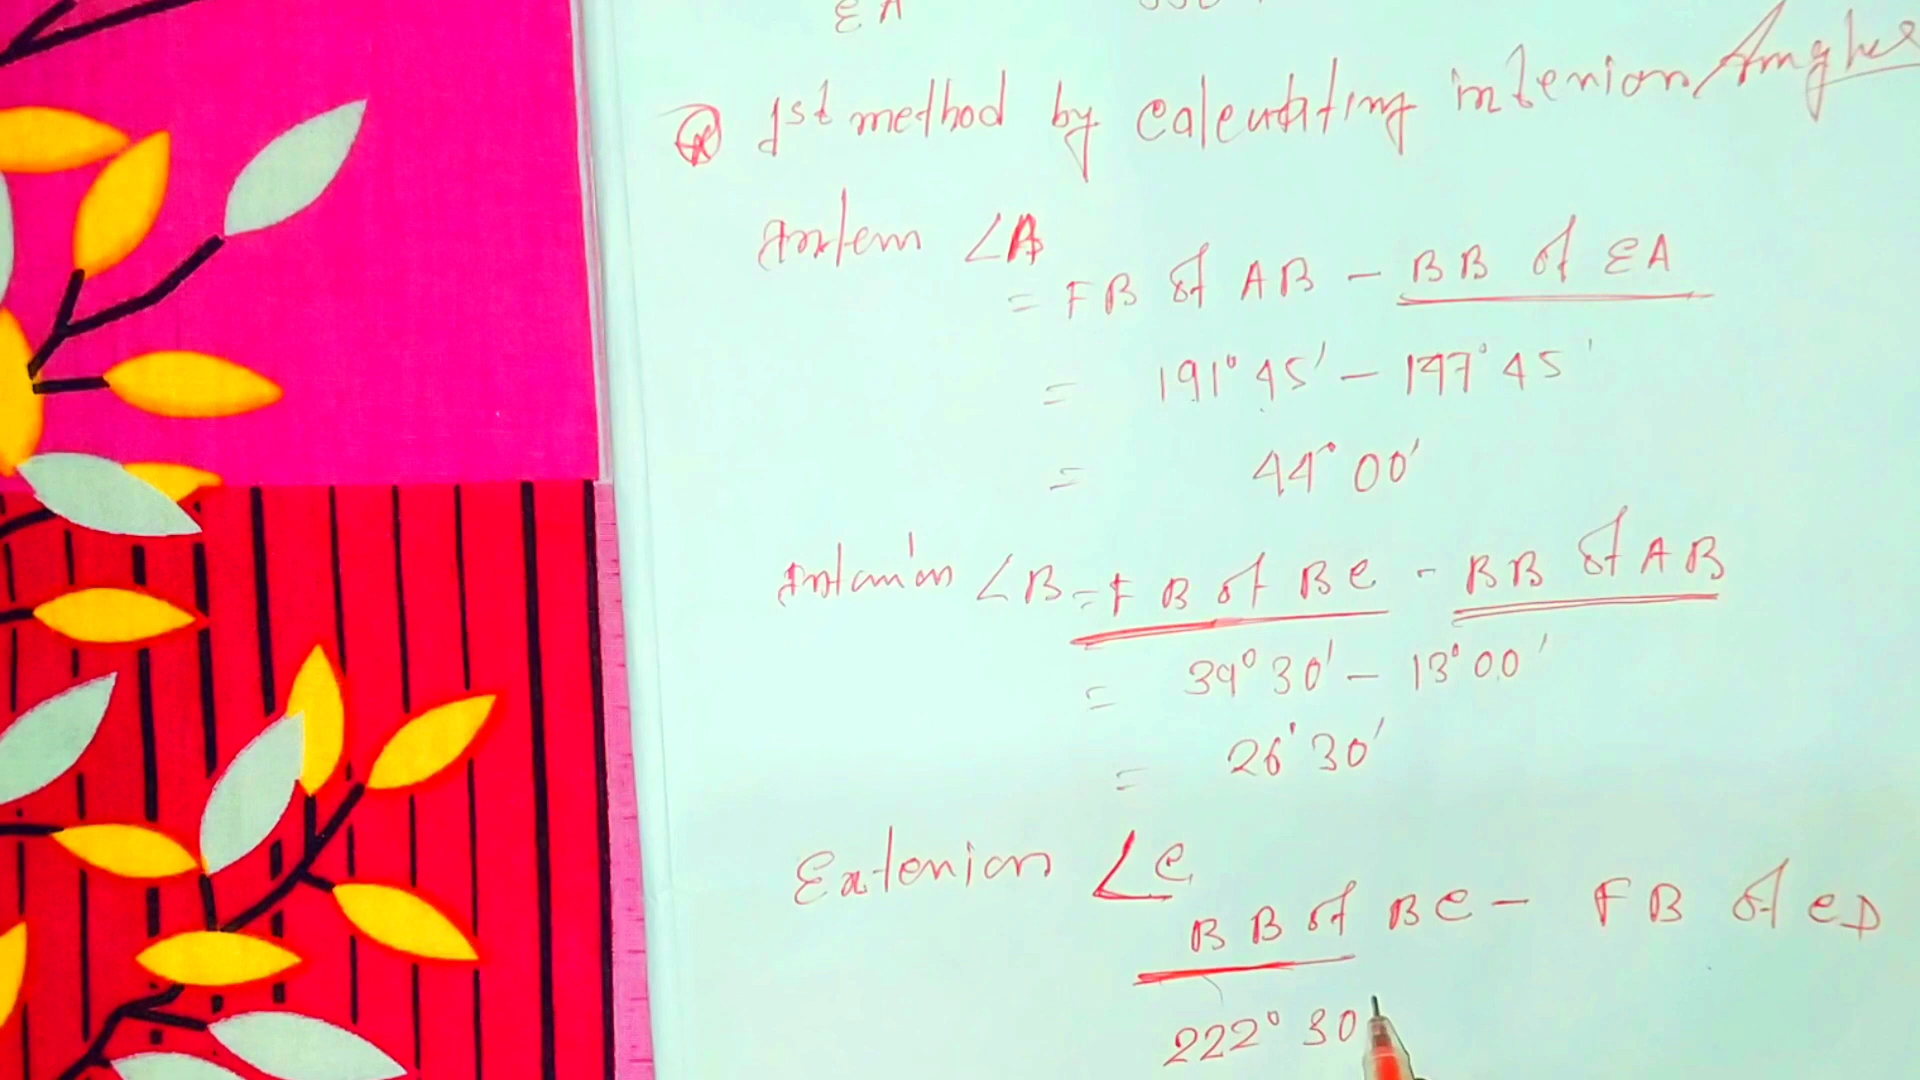 EA
1st method by calculating interior Angles
Interior ∠A
= FB of AB - BB of EA
= 191° 45' - 147° 45'
= 44° 00'
Interior ∠B = FB of BC - BB of AB
= 39° 30' - 13° 00'
= 26° 30'
Exterior ∠C
BB of BC - FB of CD
222° 30